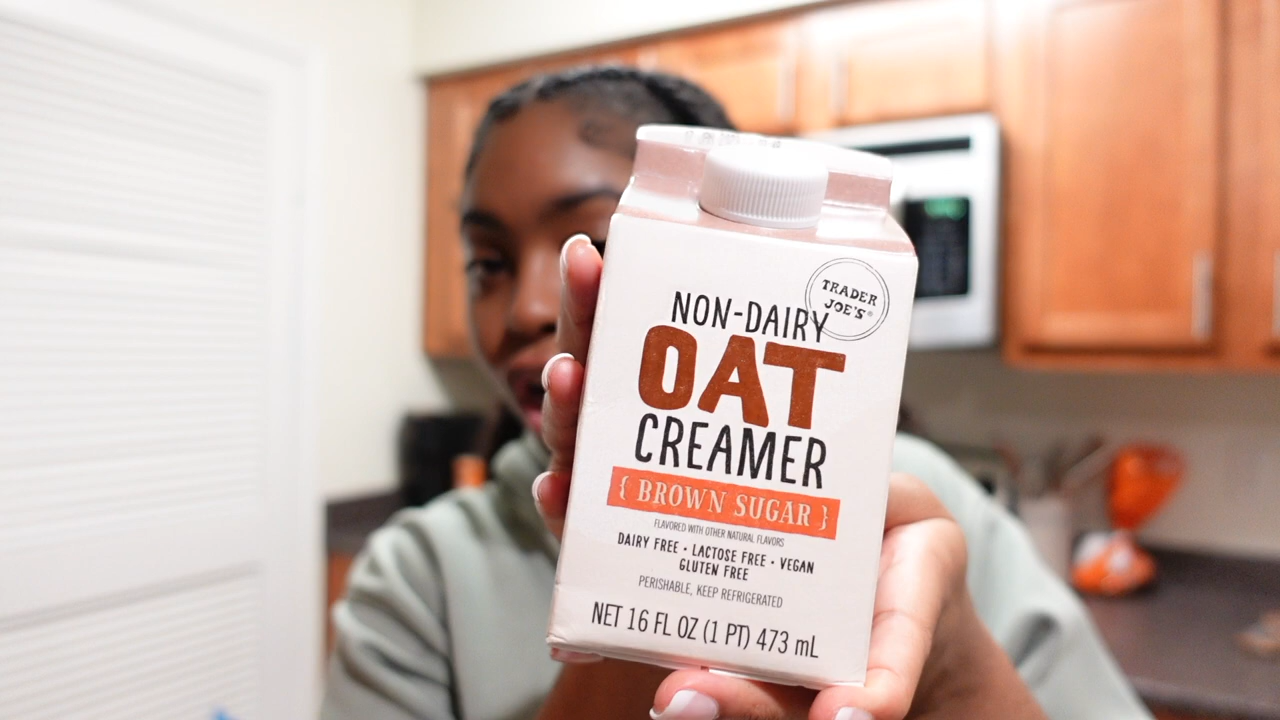 TRADER
JOE'S®
NON-DAIRY
OAT
CREAMER
{ BROWN SUGAR }
FLAVORED WITH OTHER NATURAL FLAVORS
DAIRY FREE • LACTOSE FREE • VEGAN
GLUTEN FREE
PERISHABLE, KEEP REFRIGERATED
NET 16 FL OZ (1 PT) 473 mL